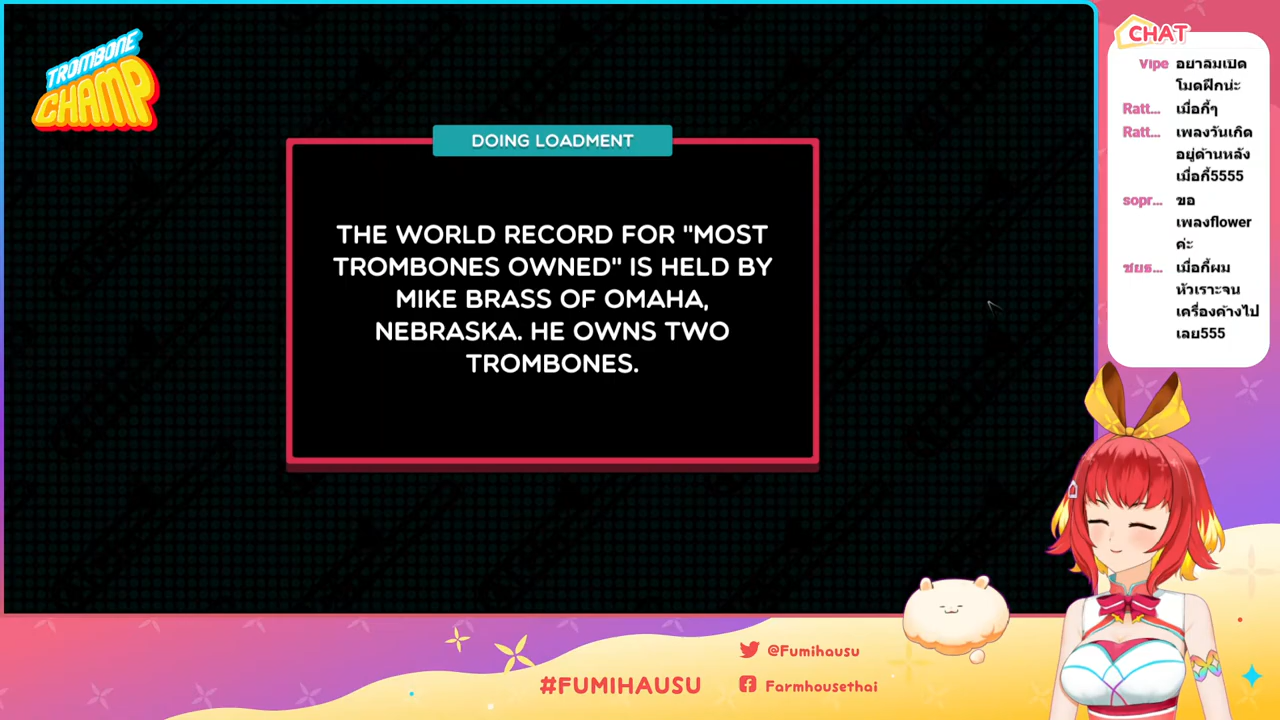 TROMBONE
CHAMP
DOING LOADMENT
THE WORLD RECORD FOR "MOST
TROMBONES OWNED" IS HELD BY
MIKE BRASS OF OMAHA,
NEBRASKA. HE OWNS TWO
TROMBONES.
CHAT
Vipe อย่าลืมเปิด
โมดฝึกน่ะ
Ratt... เมื่อกี้ๆ
Ratt... เพลงวันเกิด
อยู่ด้านหลัง
เมื่อกี้5555
sopr... ขอ
เพลงflower
ค่ะ
ชยธ... เมื่อกี้ผม
หัวเราะจน
เครื่องค้างไป
เลย555
@Fumihausu
#FUMIHAUSU
Farmhousethai